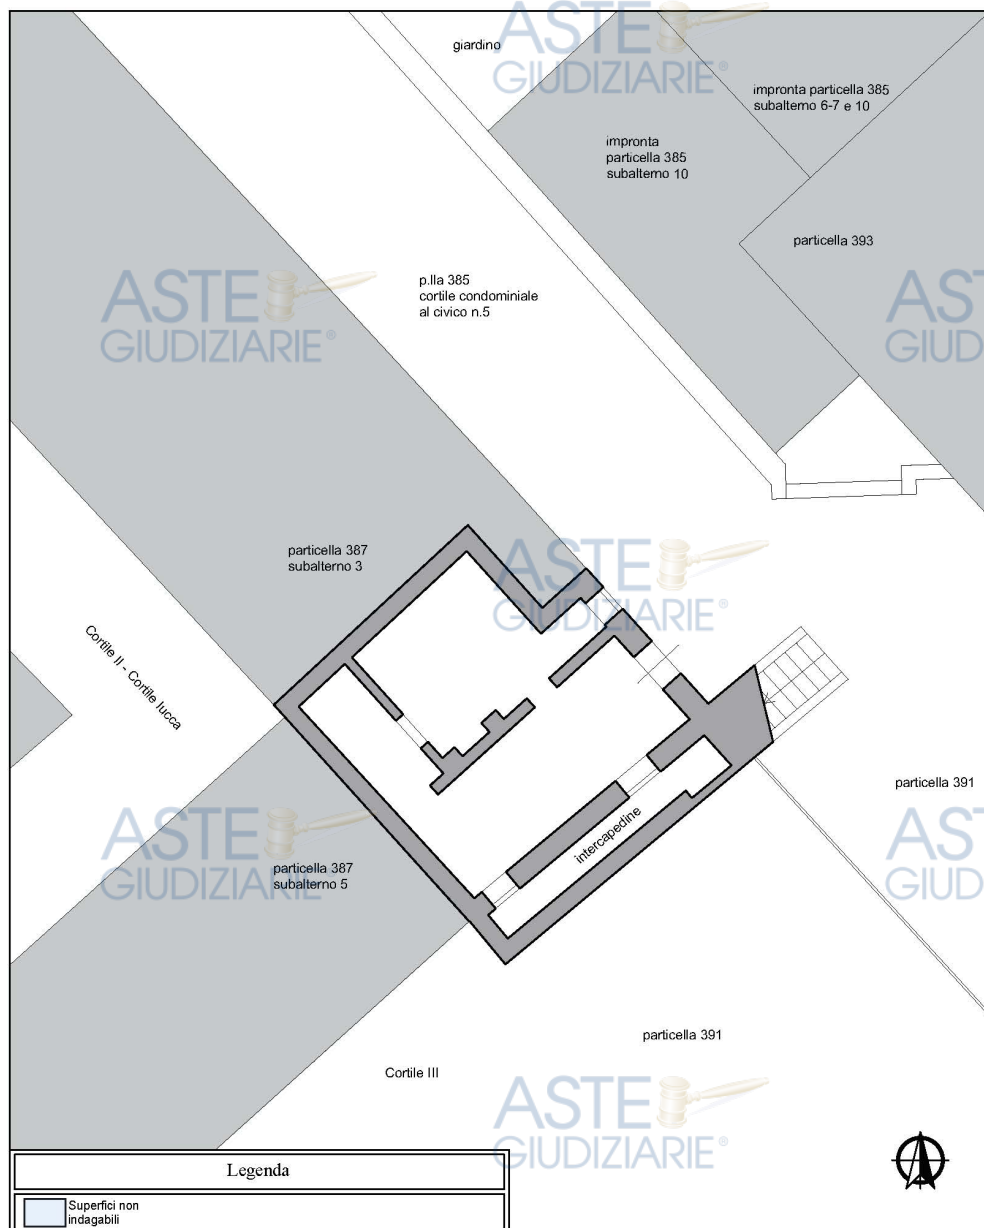 giardino
impronta particella 385
subalterno 6-7 e 10
impronta
particella 385
subalterno 10
particella 393
p.lla 385
cortile condominiale
al civico n.5
particella 387
subalterno 3
Cortile II - Cortile lucca
particella 391
intercapedine
particella 387
subalterno 5
particella 391
Cortile III
Legenda
Superfici non
indagabili
ASTE
GIUDIZIARIE®
ASTE
GIUDIZIARIE®
ASTE
GIUD
ASTE
GIUDIZIARIE®
ASTE
GIUDIZIARIE®
ASTE
GIUD
ASTE
GIUDIZIARIE®